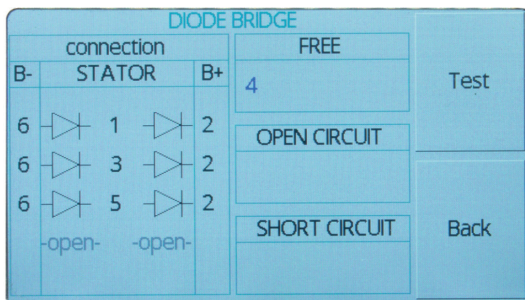 DIODE BRIDGE
connection
B- STATOR B+
6 1 2
6 3 2
6 5 2
-open- -open-
FREE
4
OPEN CIRCUIT
SHORT CIRCUIT
Test
Back